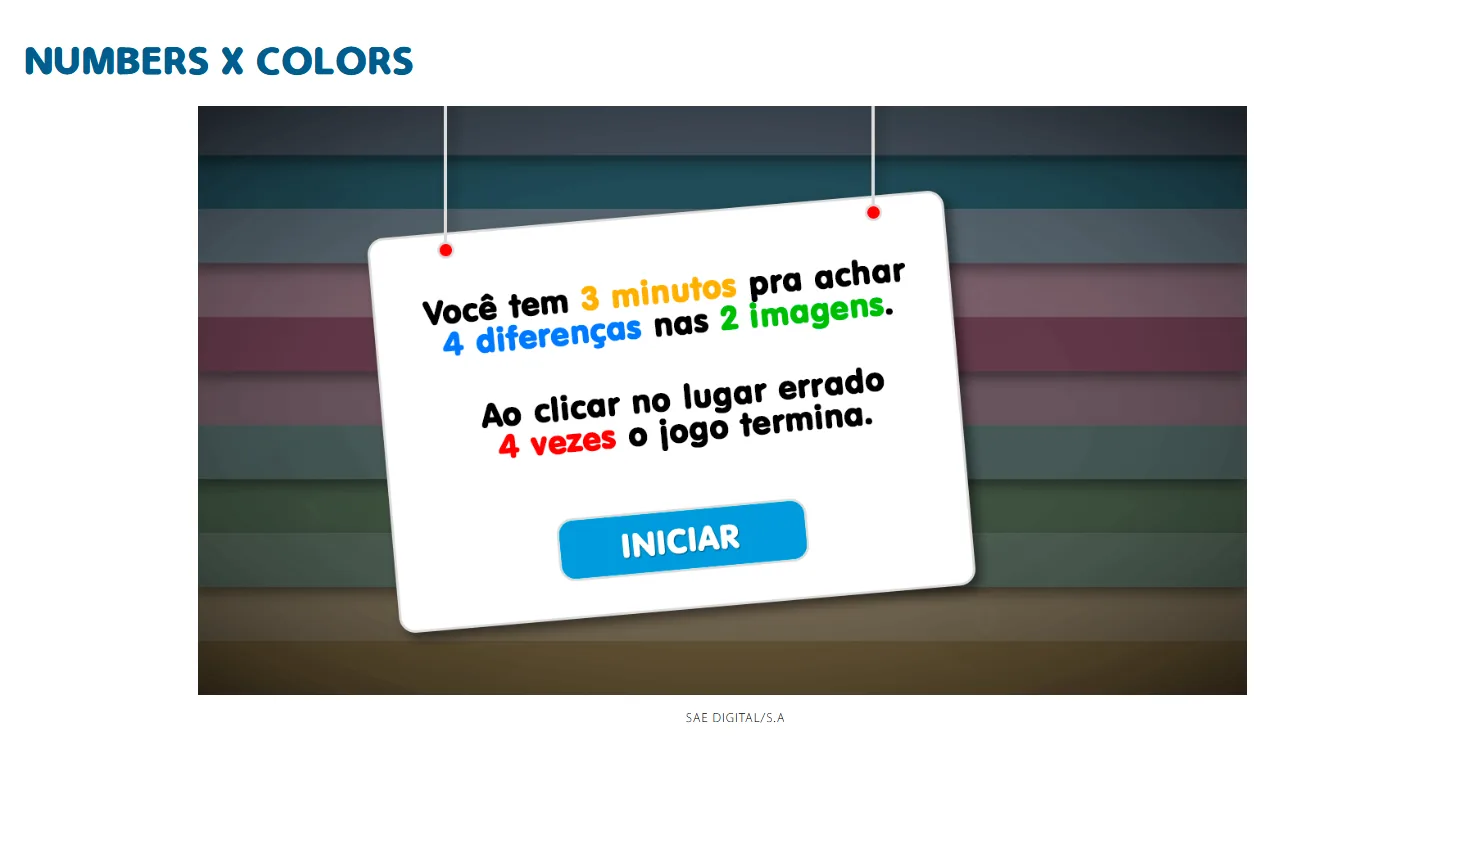 NUMBERS X COLORS
Você tem 3 minutos pra achar
4 diferenças nas 2 imagens.
Ao clicar no lugar errado
4 vezes o jogo termina.
INICIAR
SAE DIGITAL/S.A